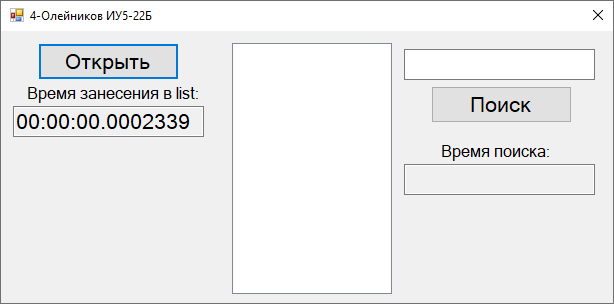 4-Олейников ИУ5-22Б
Открыть
Время занесения в list:
00:00:00.0002339
Поиск
Время поиска: